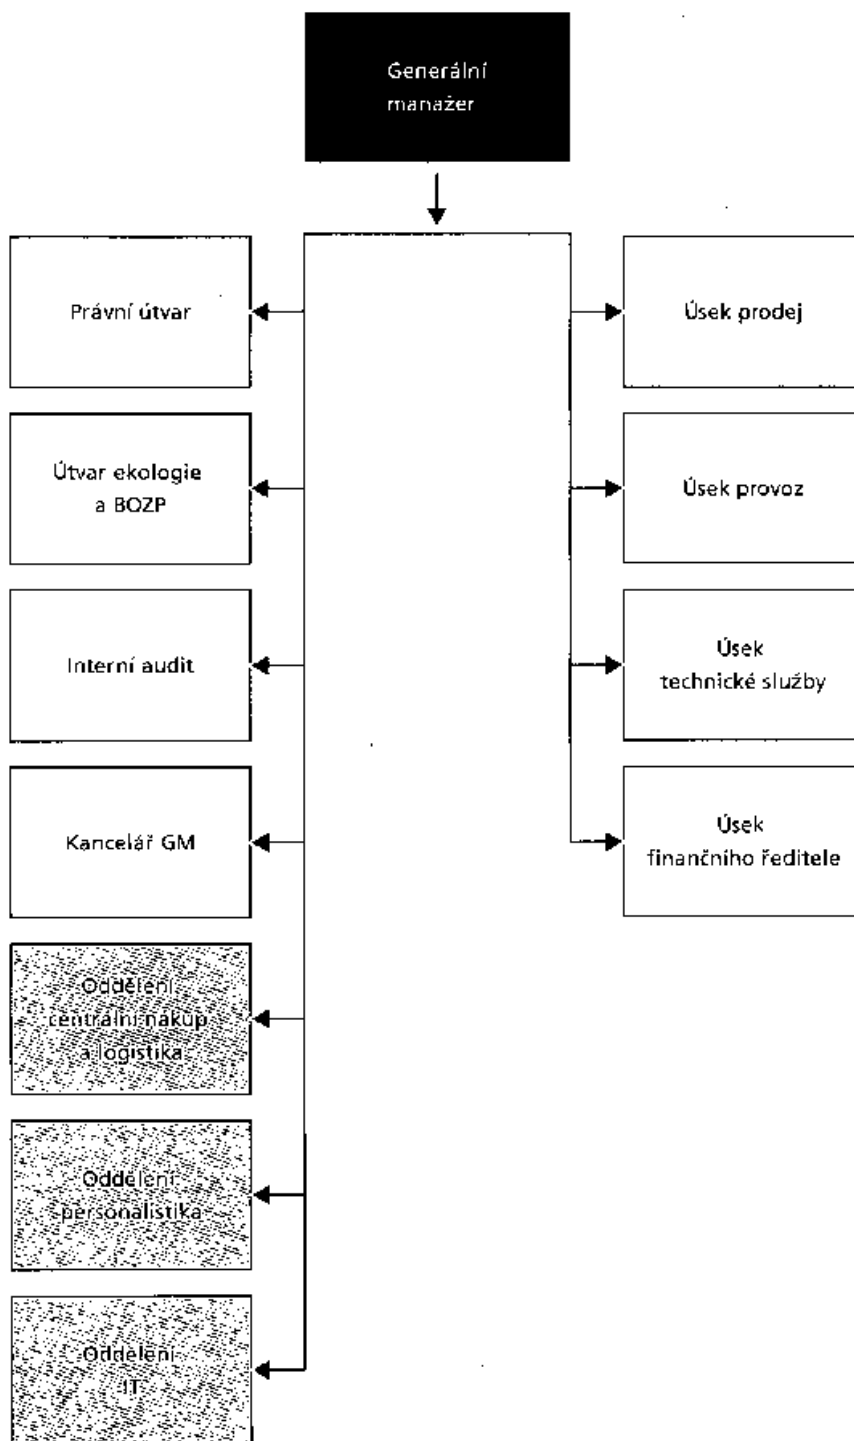 Generální
manažer
Právní útvar
Útvar ekologie
a BOZP
Interní audit
Kancelář GM
Oddělení
centrální nákup
a logistika
Oddělení
personalistika
Oddělení
IT
Úsek prodej
Úsek provoz
Úsek
technické služby
Úsek
finančního ředitele